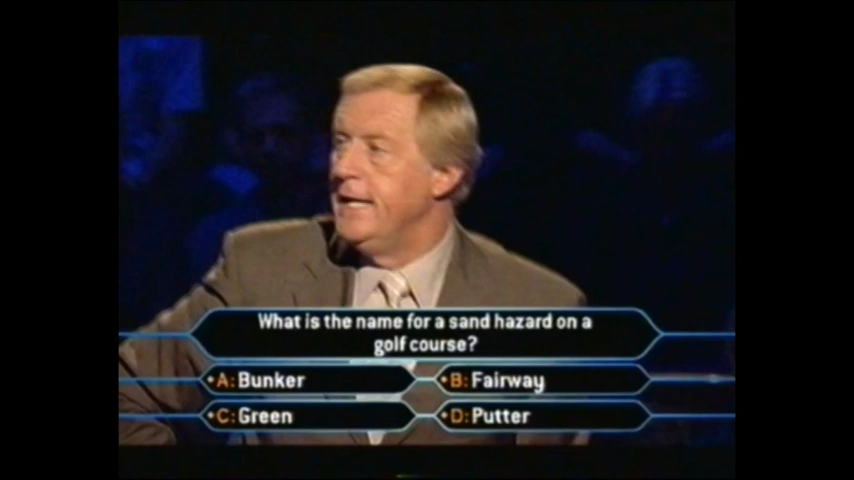 What is the name for a sand hazard on a
golf course?
A: Bunker
B: Fairway
C: Green
D: Putter